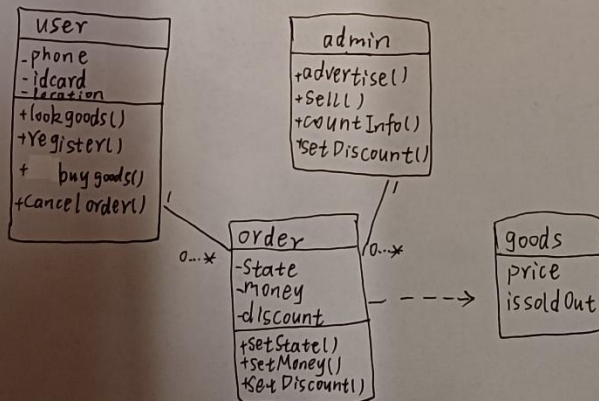 user
-phone
-idcard
-location
+lookgoods()
+register()
+ buygoods()
+cancelorder()
admin
+advertise()
+sell()
+countInfo()
+setDiscount()
1
0...*
1
0...*
order
-State
-money
-discount
+setState()
+setMoney()
+setDiscount()
goods
price
issoldOut